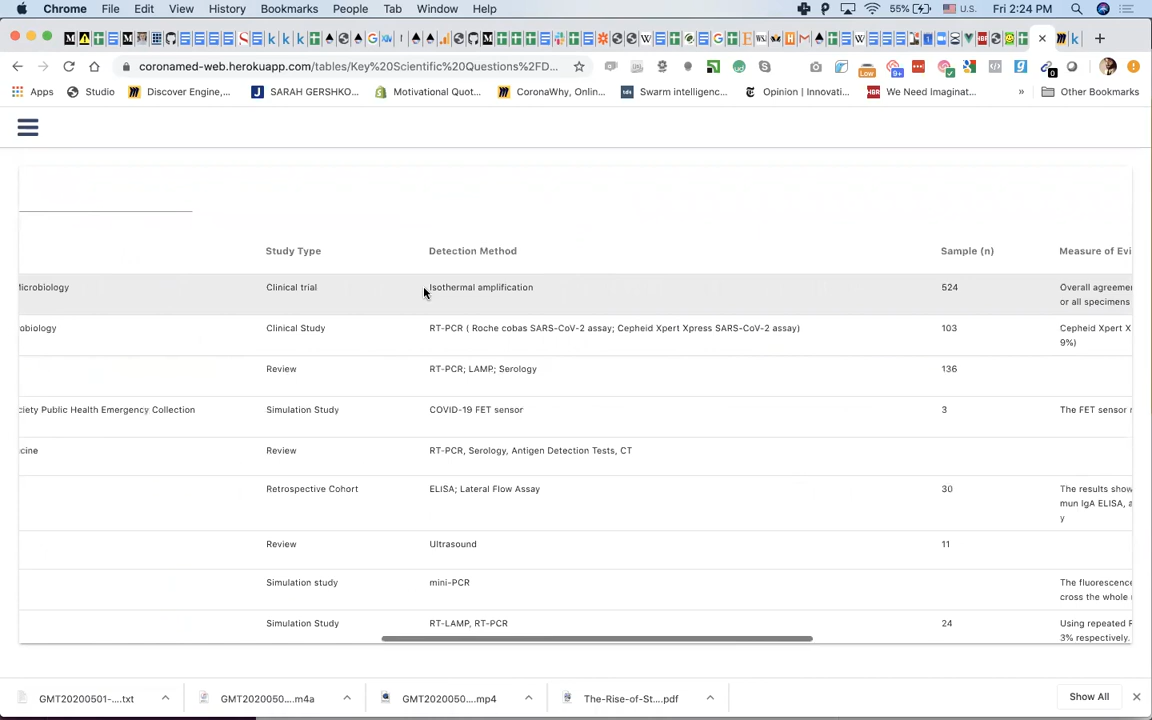 Chrome File Edit View History Bookmarks People Tab Window Help 55% U.S. Fri 2:24 PM
coronamed-web.herokuapp.com/tables/Key%20Scientific%20Questions%2FD...
Low 9+ 0
Apps Studio Discover Engine,... SARAH GERSHKO... Motivational Quot... CoronaWhy, Onlin... Swarm intelligenc... Opinion | Innovati... HBR We Need Imaginat... » Other Bookmarks
Study Type Detection Method Sample (n) Measure of Evi
Microbiology Clinical trial Isothermal amplification 524 Overall agreemer
or all specimens
obiology Clinical Study RT-PCR ( Roche cobas SARS-CoV-2 assay; Cepheid Xpert Xpress SARS-CoV-2 assay) 103 Cepheid Xpert X
9%)
Review RT-PCR; LAMP; Serology 136
ciety Public Health Emergency Collection Simulation Study COVID-19 FET sensor 3 The FET sensor r
cine Review RT-PCR, Serology, Antigen Detection Tests, CT
Retrospective Cohort ELISA; Lateral Flow Assay 30 The results show
mun IgA ELISA, a
y
Review Ultrasound 11
Simulation study mini-PCR The fluorescence
cross the whole
Simulation Study RT-LAMP, RT-PCR 24 Using repeated F
3% respectively.
GMT20200501-....txt GMT2020050....m4a GMT2020050....mp4 The-Rise-of-St....pdf Show All